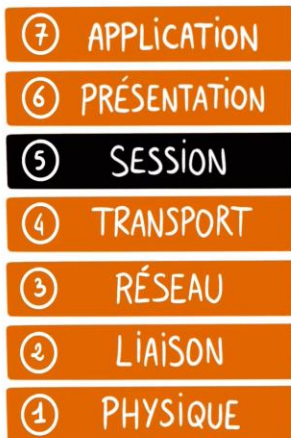 7 APPLICATION
6 PRÉSENTATION
5 SESSION
4 TRANSPORT
3 RÉSEAU
2 LIAISON
1 PHYSIQUE